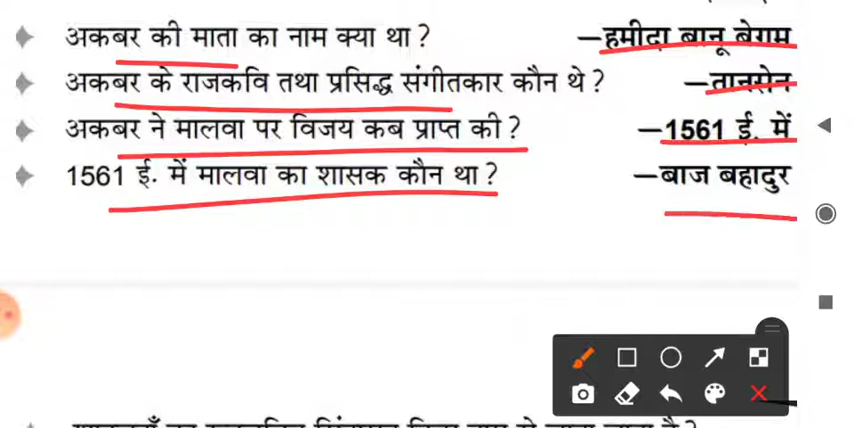 अकबर की माता का नाम क्या था? —हमीदा बानू बेगम
अकबर के राजकवि तथा प्रसिद्ध संगीतकार कौन थे? —तानसेन
अकबर ने मालवा पर विजय कब प्राप्त की? —1561 ई. में
1561 ई. में मालवा का शासक कौन था? —बाज बहादुर